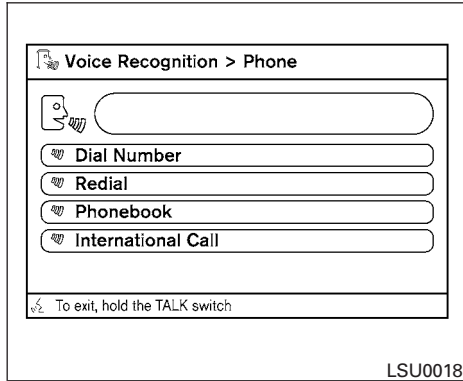 Voice Recognition > Phone
Dial Number
Redial
Phonebook
International Call
To exit, hold the TALK switch
LSU0018